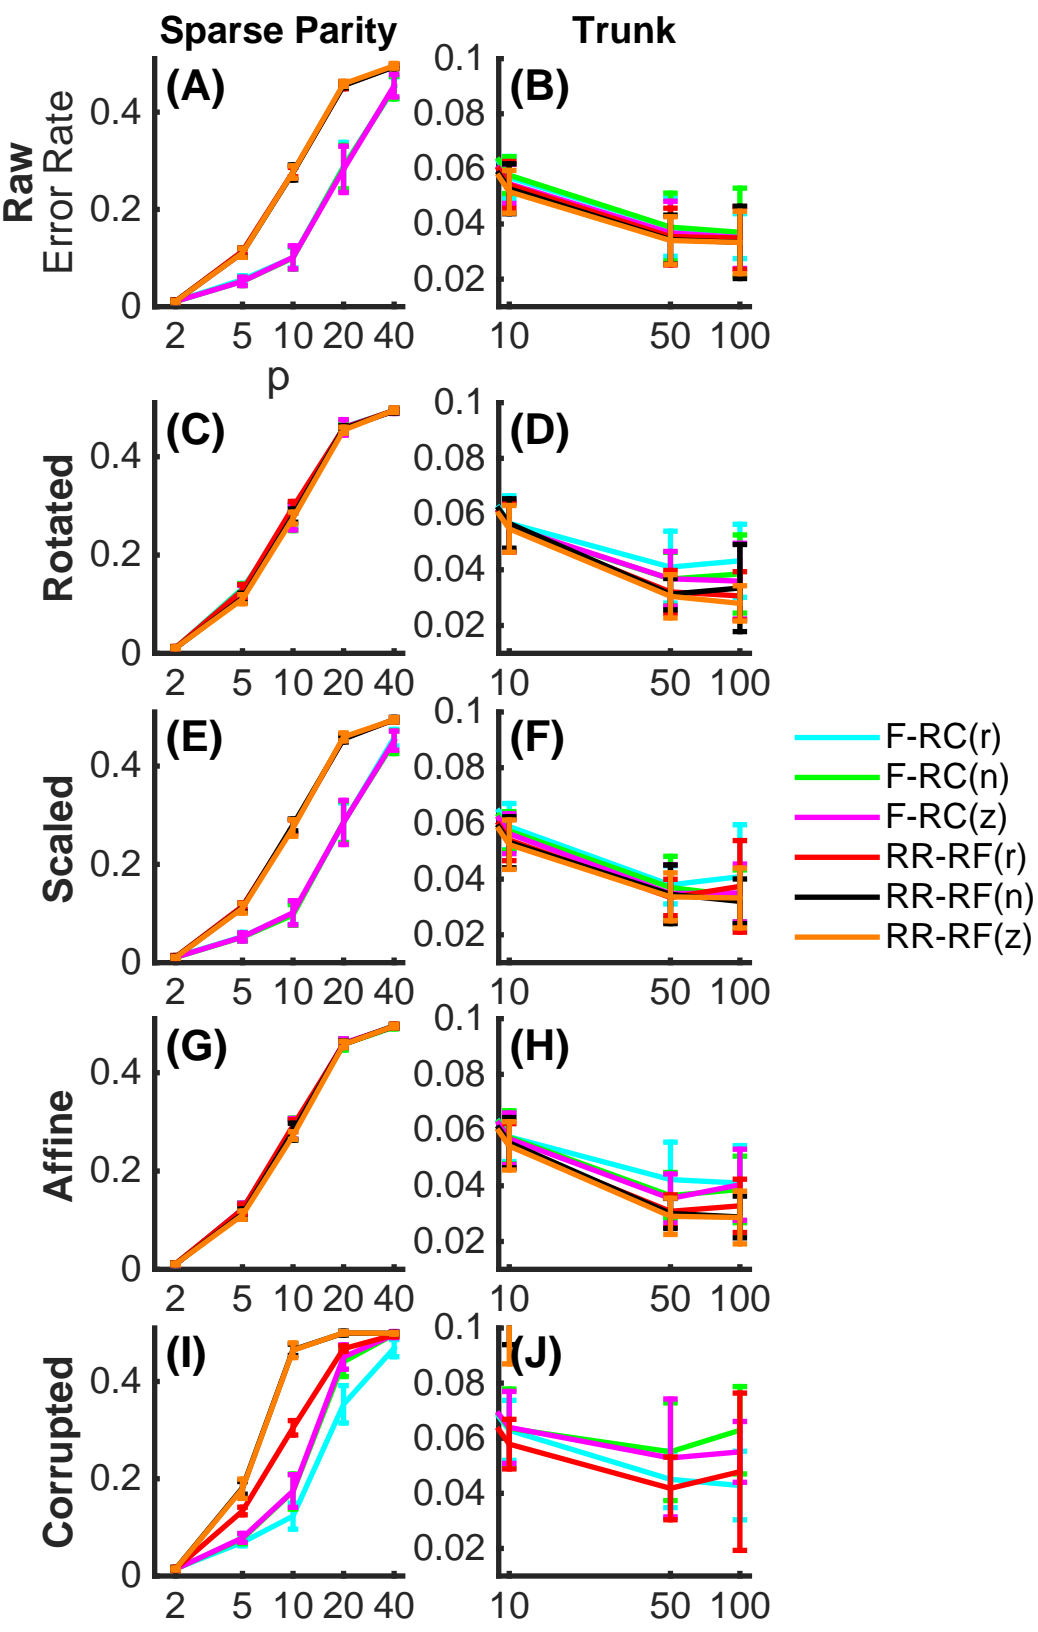 Sparse Parity
Trunk
Raw
Error Rate
(A)
0.4
0.2
0
2 5 10 20 40
p
(B)
0.1
0.08
0.06
0.04
0.02
10 50 100
Rotated
(C)
0.4
0.2
0
2 5 10 20 40
(D)
0.1
0.08
0.06
0.04
0.02
10 50 100
Scaled
(E)
0.4
0.2
0
2 5 10 20 40
(F)
0.1
0.08
0.06
0.04
0.02
10 50 100
F-RC(r)
F-RC(n)
F-RC(z)
RR-RF(r)
RR-RF(n)
RR-RF(z)
Affine
(G)
0.4
0.2
0
2 5 10 20 40
(H)
0.1
0.08
0.06
0.04
0.02
10 50 100
Corrupted
(I)
0.4
0.2
0
2 5 10 20 40
(J)
0.1
0.08
0.06
0.04
0.02
10 50 100